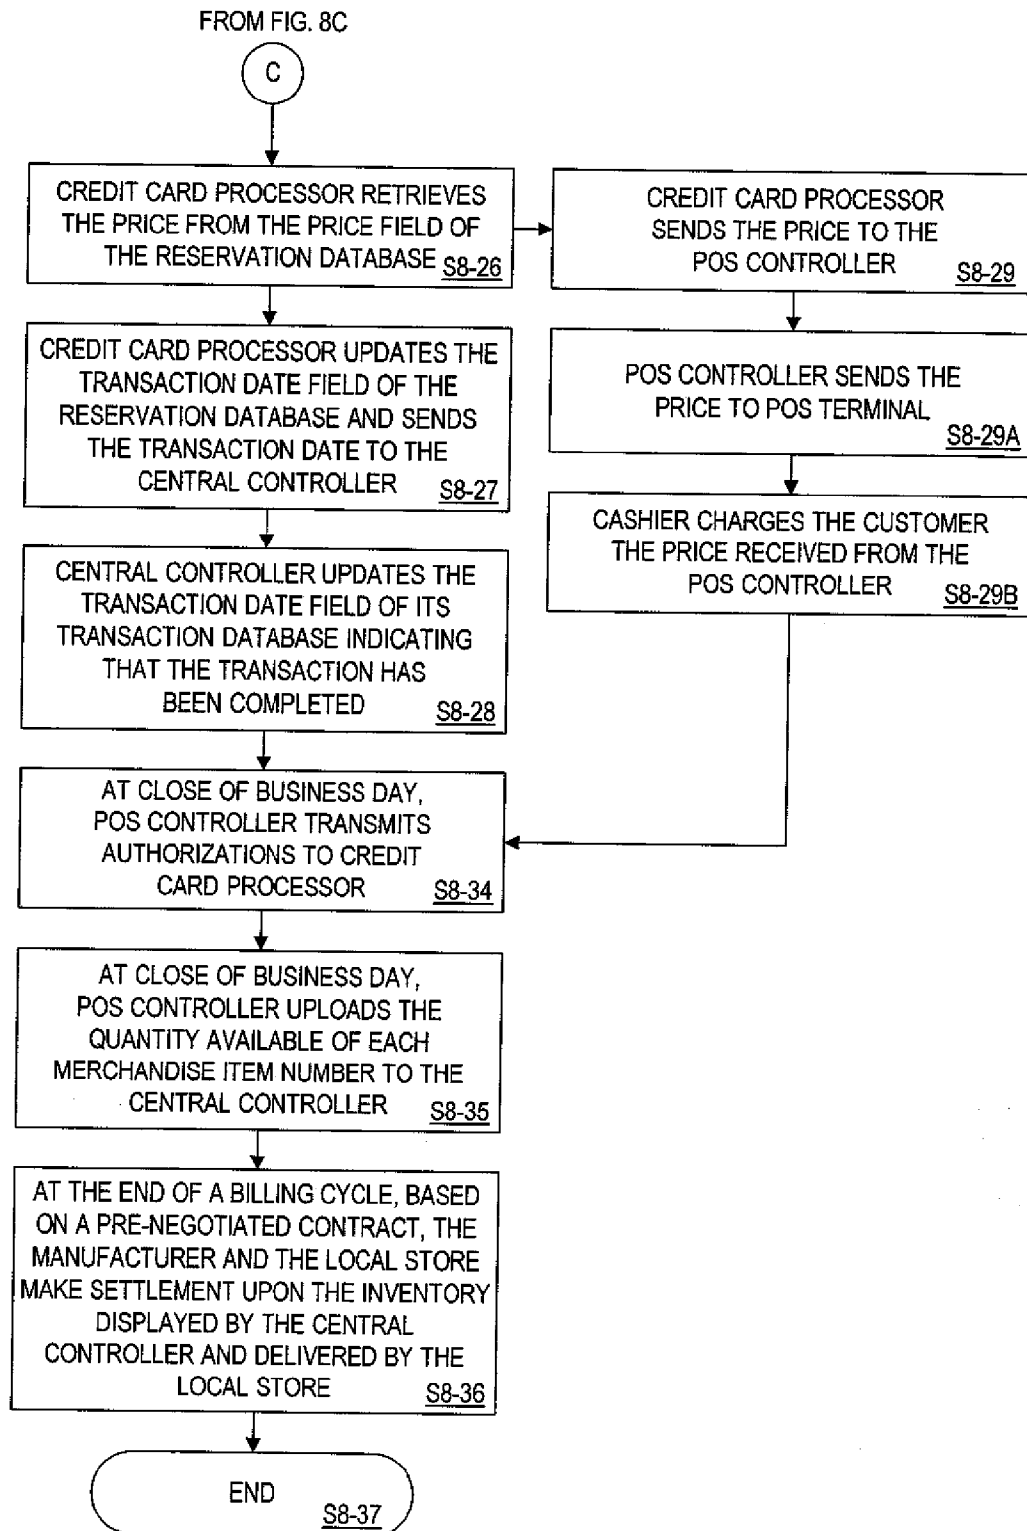 FROM FIG. 8C
C
CREDIT CARD PROCESSOR RETRIEVES
THE PRICE FROM THE PRICE FIELD OF
THE RESERVATION DATABASE S8-26
CREDIT CARD PROCESSOR
SENDS THE PRICE TO THE
POS CONTROLLER S8-29
CREDIT CARD PROCESSOR UPDATES THE
TRANSACTION DATE FIELD OF THE
RESERVATION DATABASE AND SENDS
THE TRANSACTION DATE TO THE
CENTRAL CONTROLLER S8-27
POS CONTROLLER SENDS THE
PRICE TO POS TERMINAL
S8-29A
CASHIER CHARGES THE CUSTOMER
THE PRICE RECEIVED FROM THE
POS CONTROLLER S8-29B
CENTRAL CONTROLLER UPDATES THE
TRANSACTION DATE FIELD OF ITS
TRANSACTION DATABASE INDICATING
THAT THE TRANSACTION HAS
BEEN COMPLETED S8-28
AT CLOSE OF BUSINESS DAY,
POS CONTROLLER TRANSMITS
AUTHORIZATIONS TO CREDIT
CARD PROCESSOR S8-34
AT CLOSE OF BUSINESS DAY,
POS CONTROLLER UPLOADS THE
QUANTITY AVAILABLE OF EACH
MERCHANDISE ITEM NUMBER TO THE
CENTRAL CONTROLLER S8-35
AT THE END OF A BILLING CYCLE, BASED
ON A PRE-NEGOTIATED CONTRACT, THE
MANUFACTURER AND THE LOCAL STORE
MAKE SETTLEMENT UPON THE INVENTORY
DISPLAYED BY THE CENTRAL
CONTROLLER AND DELIVERED BY THE
LOCAL STORE S8-36
END
S8-37